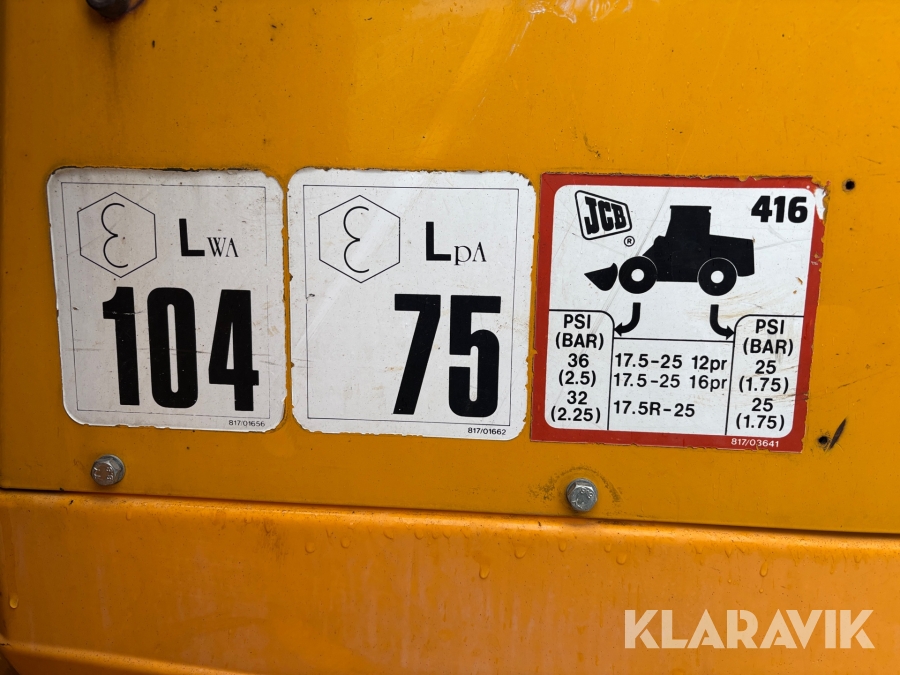 ε LWA
104
817/01656
ε LpA
75
817/01662
JCB ®
416
PSI
(BAR)
36
(2.5)
32
(2.25)
17.5-25 12pr
17.5-25 16pr
17.5R-25
PSI
(BAR)
25
(1.75)
25
(1.75)
817/03641
KLARAVIK